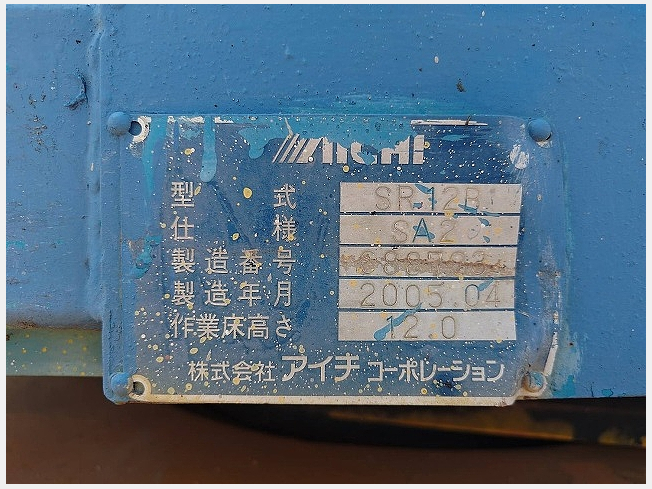 AICHI
型式 SR12B
仕様 SA2
製造番号
製造年月 2005.04
作業床高さ 12.0
株式会社 アイチ コーポレーション